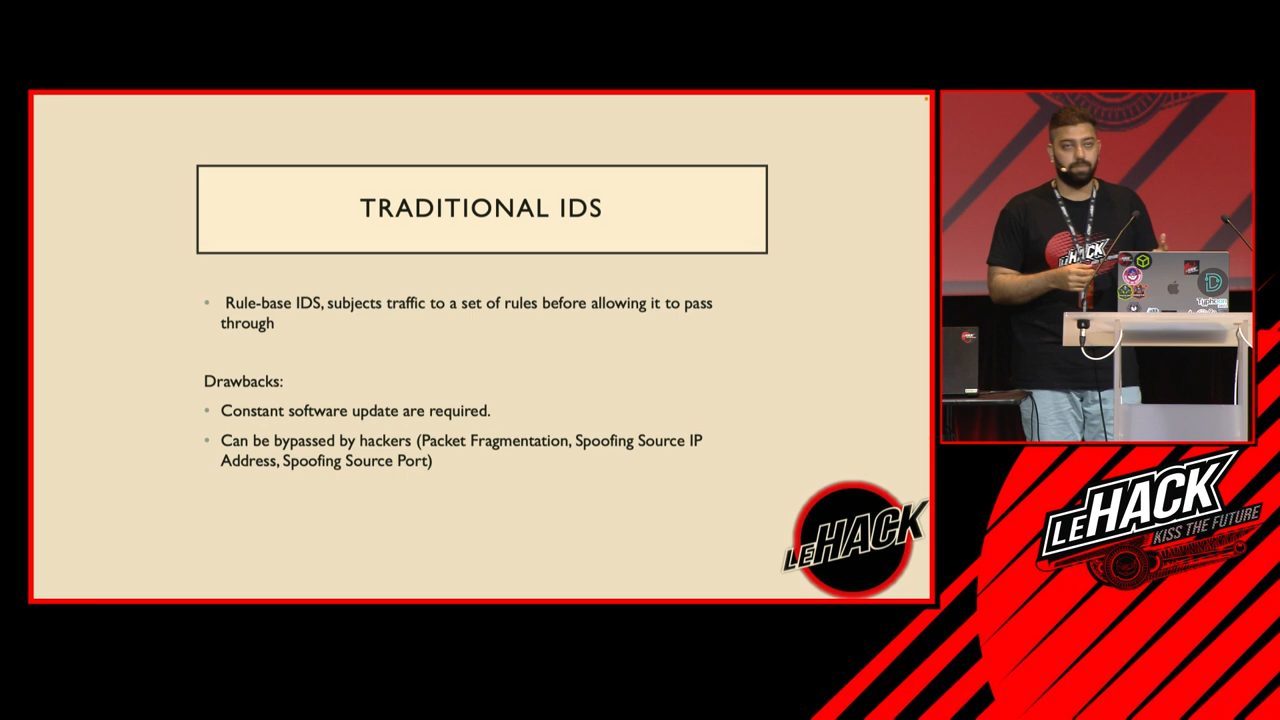 TRADITIONAL IDS
• Rule-base IDS, subjects traffic to a set of rules before allowing it to pass
through
Drawbacks:
• Constant software update are required.
• Can be bypassed by hackers (Packet Fragmentation, Spoofing Source IP
Address, Spoofing Source Port)
LEHACK
LEHACK
Typhoon
LEHACK
KISS THE FUTURE